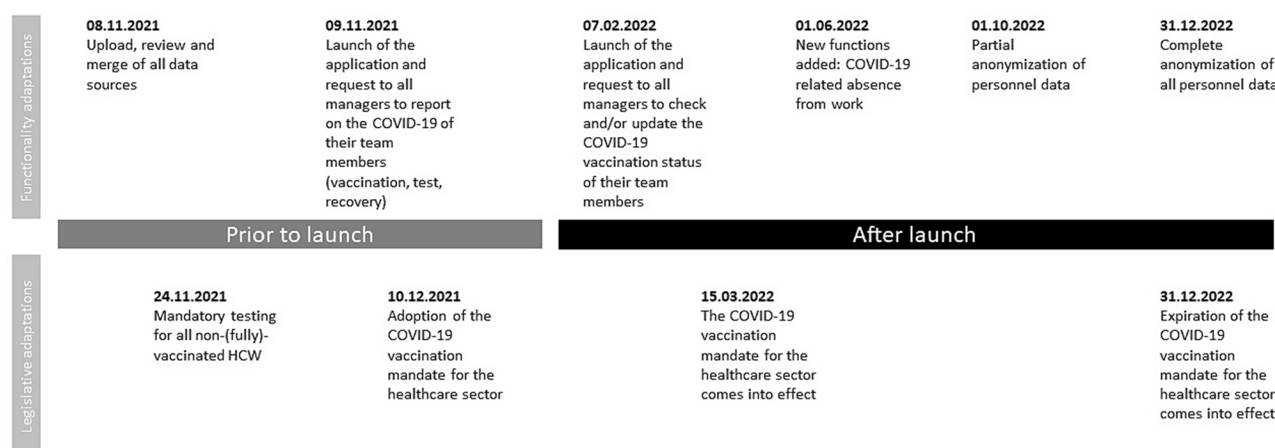 Functionality adaptations
08.11.2021
Upload, review and
merge of all data
sources
09.11.2021
Launch of the
application and
request to all
managers to report
on the COVID-19 of
their team
members
(vaccination, test,
recovery)
07.02.2022
Launch of the
application and
request to all
managers to check
and/or update the
COVID-19
vaccination status
of their team
members
01.06.2022
New functions
added: COVID-19
related absence
from work
01.10.2022
Partial
anonymization of
personnel data
31.12.2022
Complete
anonymization of
all personnel data
Prior to launch
After launch
Legislative adaptations
24.11.2021
Mandatory testing
for all non-(fully)-
vaccinated HCW
10.12.2021
Adoption of the
COVID-19
vaccination
mandate for the
healthcare sector
15.03.2022
The COVID-19
vaccination
mandate for the
healthcare sector
comes into effect
31.12.2022
Expiration of the
COVID-19
vaccination
mandate for the
healthcare sector
comes into effect